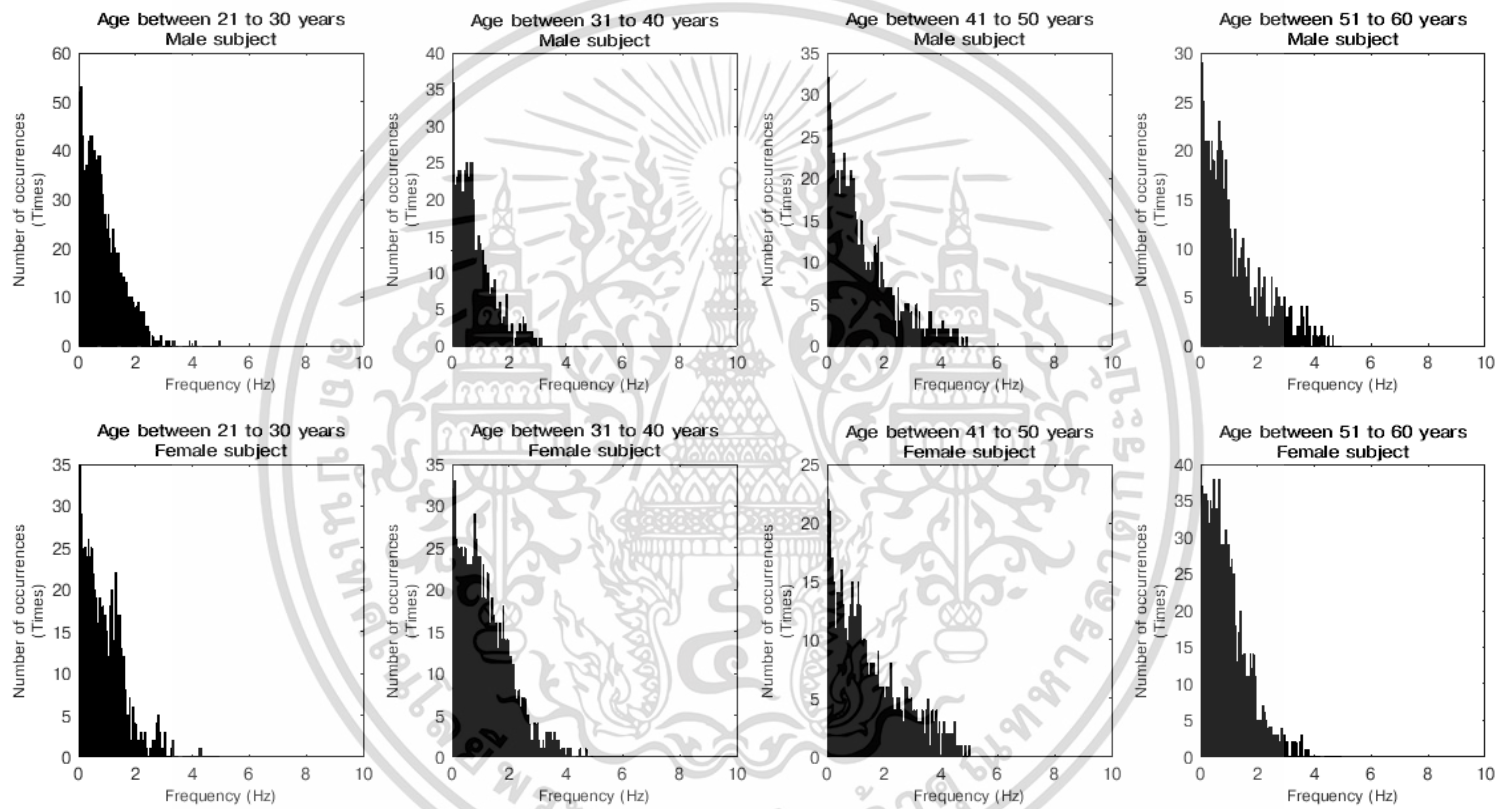 Age between 21 to 30 years
Male subject
Number of occurrences
(Times)
60
50
40
30
20
10
0
0 2 4 6 8 10
Frequency (Hz)
Age between 31 to 40 years
Male subject
Number of occurrences
(Times)
40
35
30
25
20
15
10
5
0
0 2 4 6 8 10
Frequency (Hz)
Age between 41 to 50 years
Male subject
Number of occurrences
(Times)
35
30
25
20
15
10
5
0
0 2 4 6 8 10
Frequency (Hz)
Age between 51 to 60 years
Male subject
Number of occurrences
(Times)
30
25
20
15
10
5
0
0 2 4 6 8 10
Frequency (Hz)
Age between 21 to 30 years
Female subject
Number of occurrences
(Times)
35
30
25
20
15
10
5
0
0 2 4 6 8 10
Frequency (Hz)
Age between 31 to 40 years
Female subject
Number of occurrences
(Times)
35
30
25
20
15
10
5
0
0 2 4 6 8 10
Frequency (Hz)
Age between 41 to 50 years
Female subject
Number of occurrences
(Times)
25
20
15
10
5
0
0 2 4 6 8 10
Frequency (Hz)
Age between 51 to 60 years
Female subject
Number of occurrences
(Times)
40
35
30
25
20
15
10
5
0
0 2 4 6 8 10
Frequency (Hz)